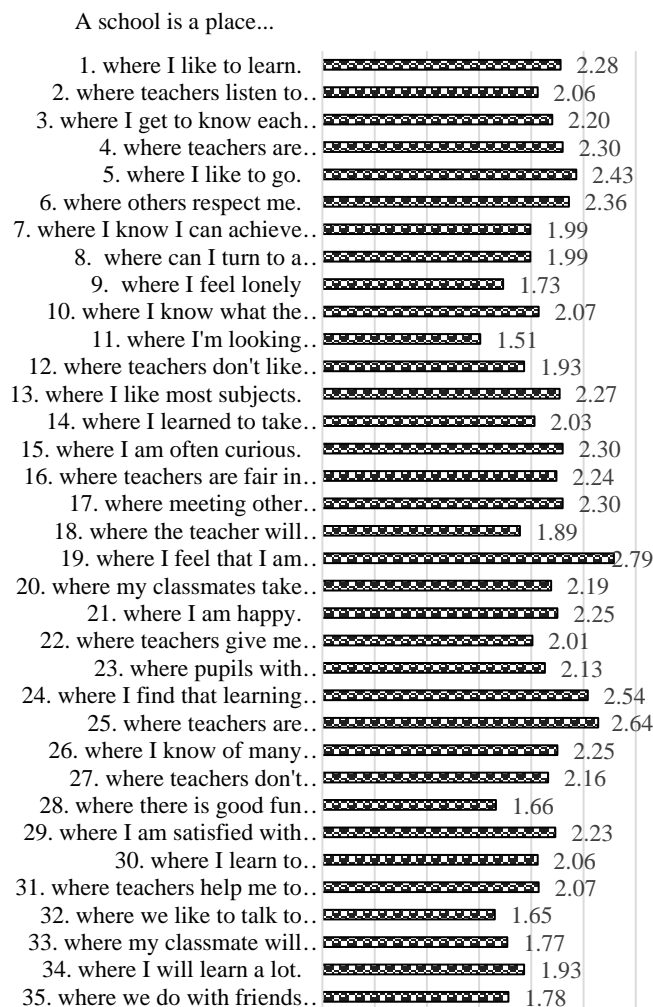 A school is a place...
1. where I like to learn. 2.28
2. where teachers listen to.. 2.06
3. where I get to know each.. 2.20
4. where teachers are.. 2.30
5. where I like to go. 2.43
6. where others respect me. 2.36
7. where I know I can achieve.. 1.99
8. where can I turn to a.. 1.99
9. where I feel lonely 1.73
10. where I know what the.. 2.07
11. where I'm looking.. 1.51
12. where teachers don't like.. 1.93
13. where I like most subjects. 2.27
14. where I learned to take.. 2.03
15. where I am often curious. 2.30
16. where teachers are fair in.. 2.24
17. where meeting other.. 2.30
18. where the teacher will.. 1.89
19. where I feel that I am.. 2.79
20. where my classmates take.. 2.19
21. where I am happy. 2.25
22. where teachers give me.. 2.01
23. where pupils with.. 2.13
24. where I find that learning.. 2.54
25. where teachers are.. 2.64
26. where I know of many.. 2.25
27. where teachers don't.. 2.16
28. where there is good fun.. 1.66
29. where I am satisfied with.. 2.23
30. where I learn to.. 2.06
31. where teachers help me to.. 2.07
32. where we like to talk to.. 1.65
33. where my classmate will.. 1.77
34. where I will learn a lot. 1.93
35. where we do with friends.. 1.78